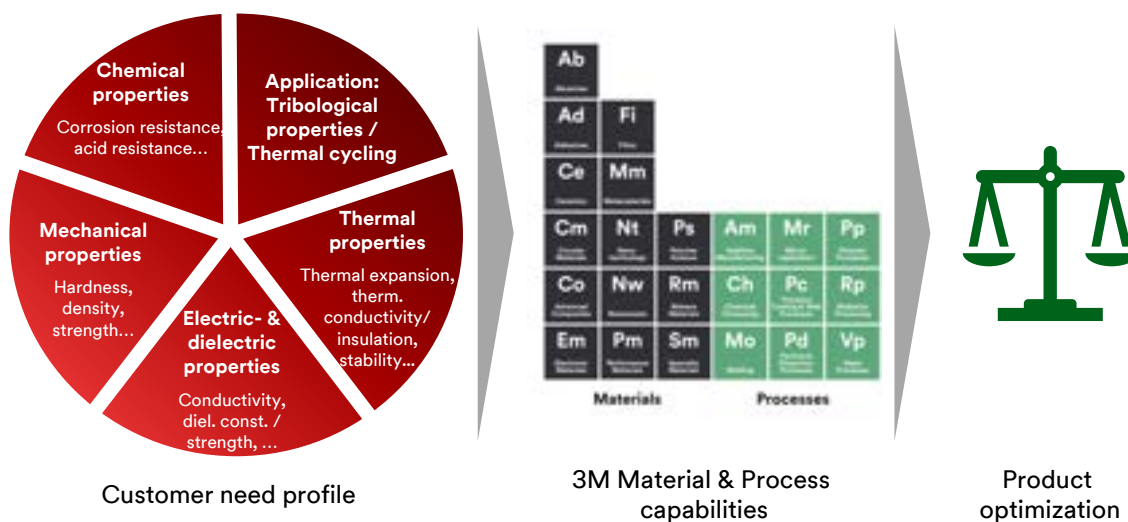 Chemical
properties
Corrosion resistance,
acid resistance…
Application:
Tribological
properties /
Thermal cycling
Mechanical
properties
Hardness,
density,
strength…
Thermal
properties
Thermal expansion,
therm.
conductivity/
insulation,
stability…
Electric- &
dielectric
properties
Conductivity,
diel. const. /
strength, …
Customer need profile
Ab
Ad Fi
Ce Mm
Cm Nt Ps Am Mr Pp
Co Nw Rm Ch Pc Rp
Em Pm Sm Mo Pd Vp
Materials Processes
3M Material & Process
capabilities
Product
optimization